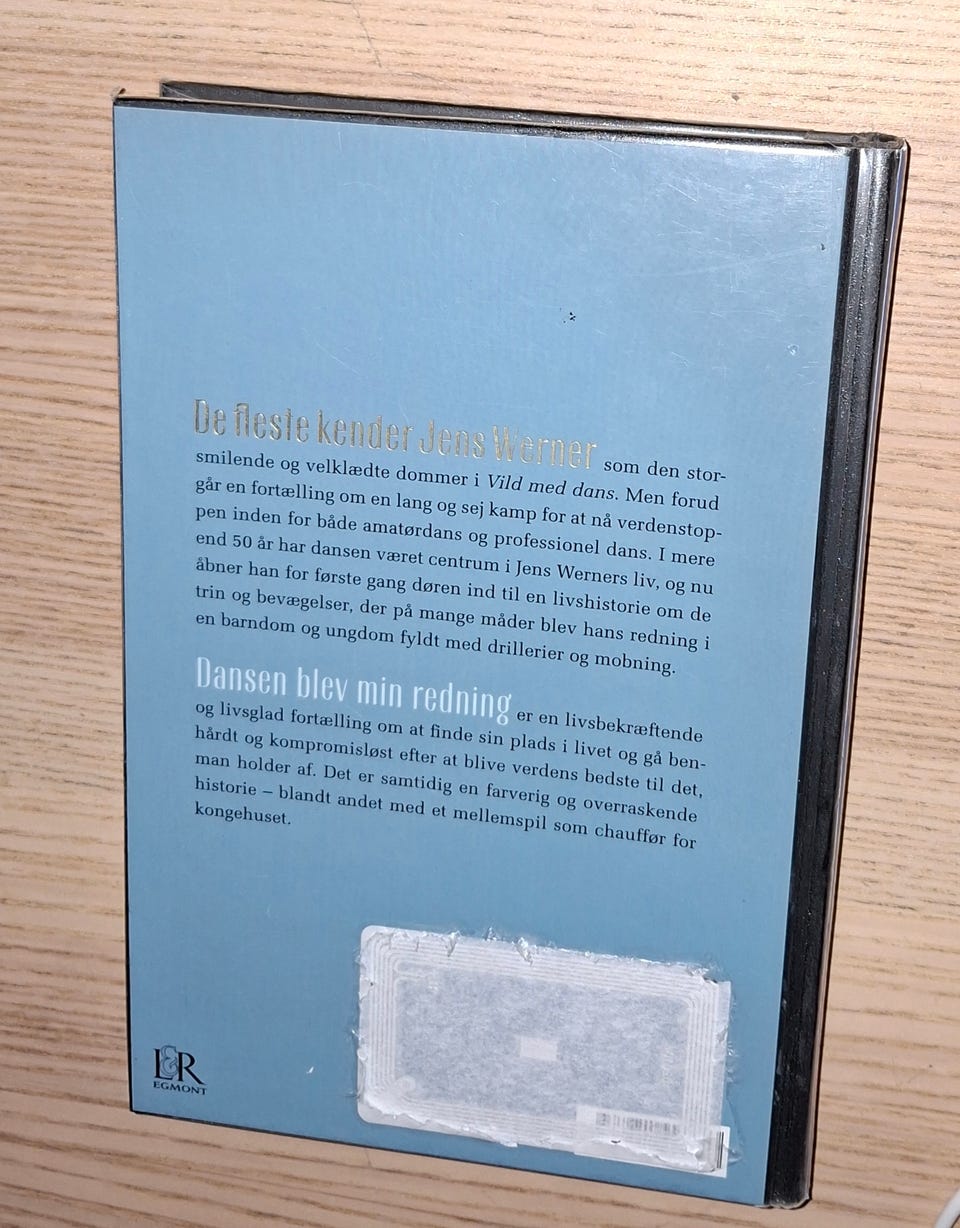 De fleste kender Jens Werner som den stor-
smilende og velklædte dommer i Vild med dans. Men forud
går en fortælling om en lang og sej kamp for at nå verdenstop-
pen inden for både amatørdans og professionel dans. I mere
end 50 år har dansen været centrum i Jens Werners liv, og nu
åbner han for første gang døren ind til en livshistorie om de
trin og bevægelser, der på mange måder blev hans redning i
en barndom og ungdom fyldt med drillerier og mobning.
Dansen blev min redning er en livsbekræftende
og livsglad fortælling om at finde sin plads i livet og gå ben-
hårdt og kompromisløst efter at blive verdens bedste til det,
man holder af. Det er samtidig en farverig og overraskende
historie – blandt andet med et mellemspil som chauffør for
kongehuset.
L&R
EGMONT